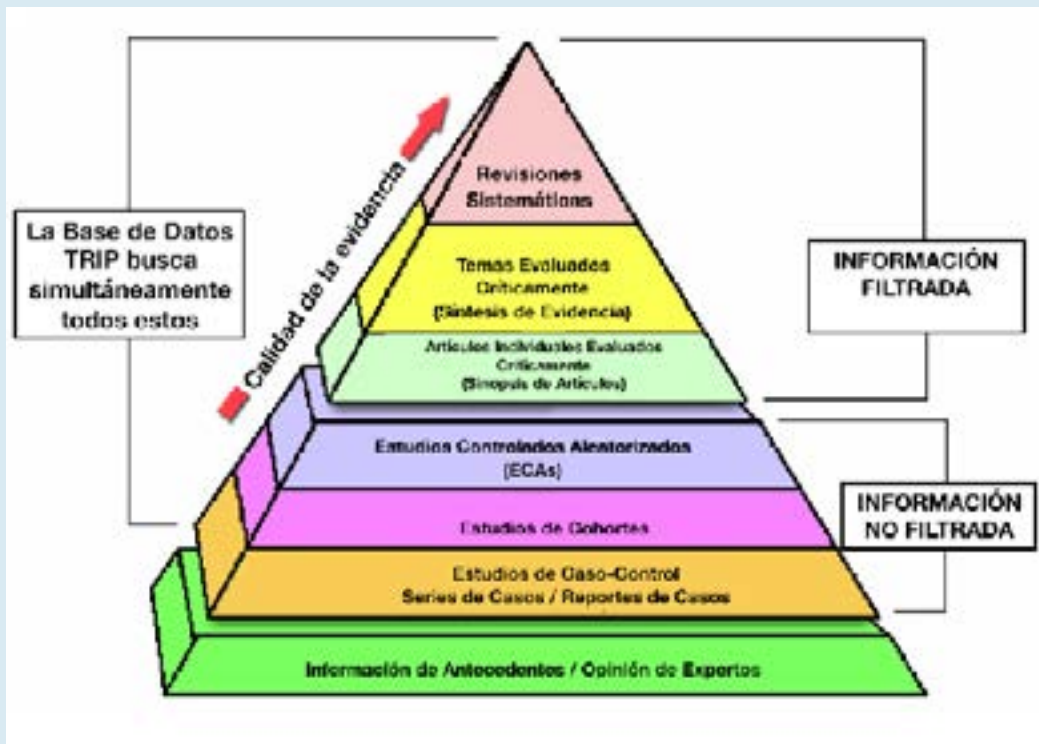 La Base de Datos
TRIP busca
simultáneamente
todos estos
Calidad de la evidencia
Revisiones
Sistemáticas
Temas Evaluados
Críticamente
(Síntesis de Evidencia)
Artículos Individuales Evaluados
Críticamente
(Sinopsis de Artículos)
INFORMACIÓN
FILTRADA
Estudios Controlados Aleatorizados
(ECAs)
Estudios de Cohortes
Estudios de Caso-Control
Series de Casos / Reportes de Casos
INFORMACIÓN
NO FILTRADA
Información de Antecedentes / Opinión de Expertos